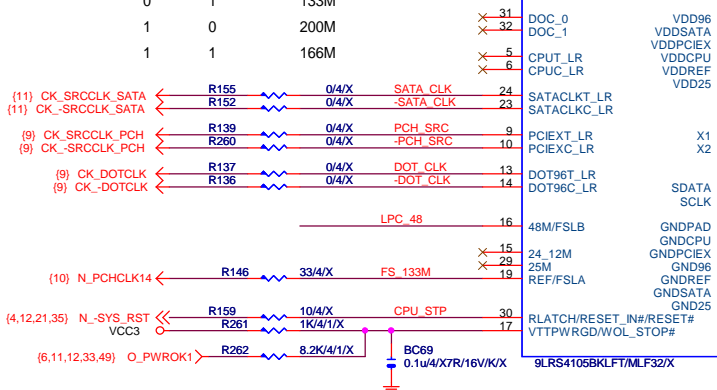 0 1 133M
1 0 200M
1 1 166M
31 DOC_0 VDD96
32 DOC_1 VDDSATA
VDDPCIEX
5 CPUT_LR VDDCPU
6 CPUC_LR VDDREF
VDD25
{11} CK_SRCCLK_SATA R155 0/4/X SATA_CLK 24 SATACLKT_LR
{11} CK_-SRCCLK_SATA R152 0/4/X -SATA_CLK 23 SATACLKC_LR
{9} CK_SRCCLK_PCH R139 0/4/X PCH_SRC 9 PCIEXT_LR X1
{9} CK_-SRCCLK_PCH R260 0/4/X -PCH_SRC 10 PCIEXC_LR X2
{9} CK_DOTCLK R137 0/4/X DOT_CLK 13 DOT96T_LR
{9} CK_-DOTCLK R136 0/4/X -DOT_CLK 14 DOT96C_LR SDATA
SCLK
LPC_48 16 48M/FSLB GNDPAD
GNDCPU
15 24_12M GNDPCIEX
29 25M GND96
{10} N_PCHCLK14 R146 33/4/X FS_133M 19 REF/FSLA GNDREF
GNDSATA
GND25
{4,12,21,35} N_-SYS_RST R159 10/4/X CPU_STP 30 RLATCH/RESET_IN#/RESET#
VCC3 R261 1K/4/1/X 17 VTTPWRGD/WOL_STOP#
{6,11,12,33,49} O_PWROK1 R262 8.2K/4/1/X BC69
0.1u/4/X7R/16V/K/X
9LRS4105BKLFT/MLF32/X